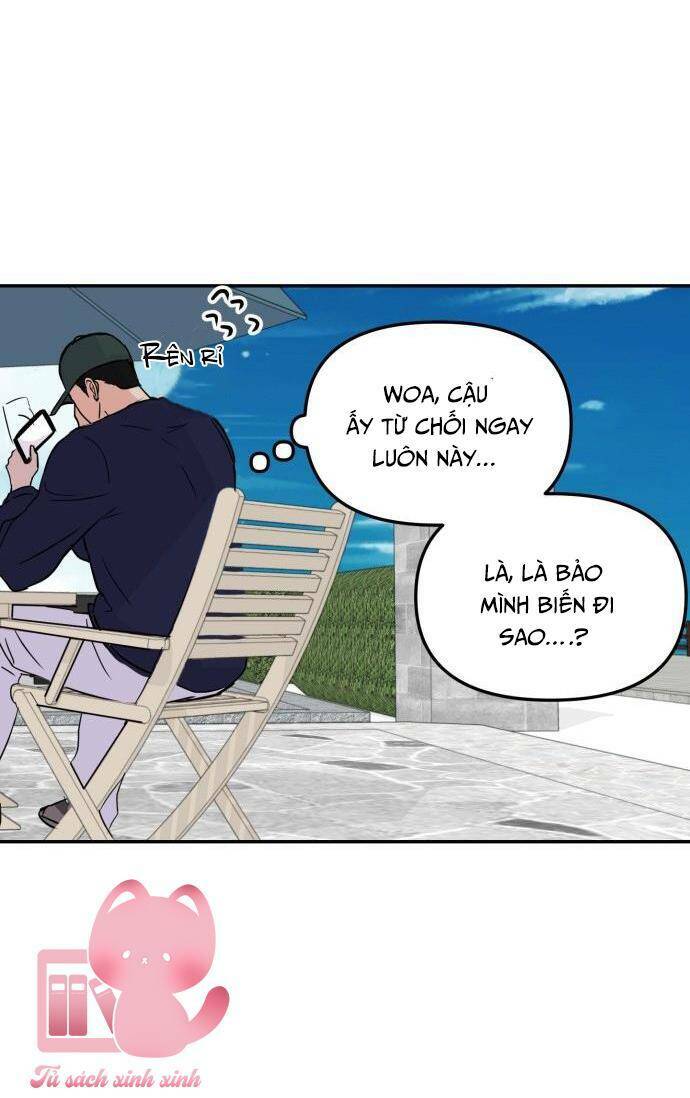 RÊN RỈ
WOA, CẬU
ẤY TỪ CHỐI NGAY
LUÔN NÀY...
LÀ, LÀ BẢO
MÌNH BIẾN ĐI
SAO...?
Tủ sách xinh xinh